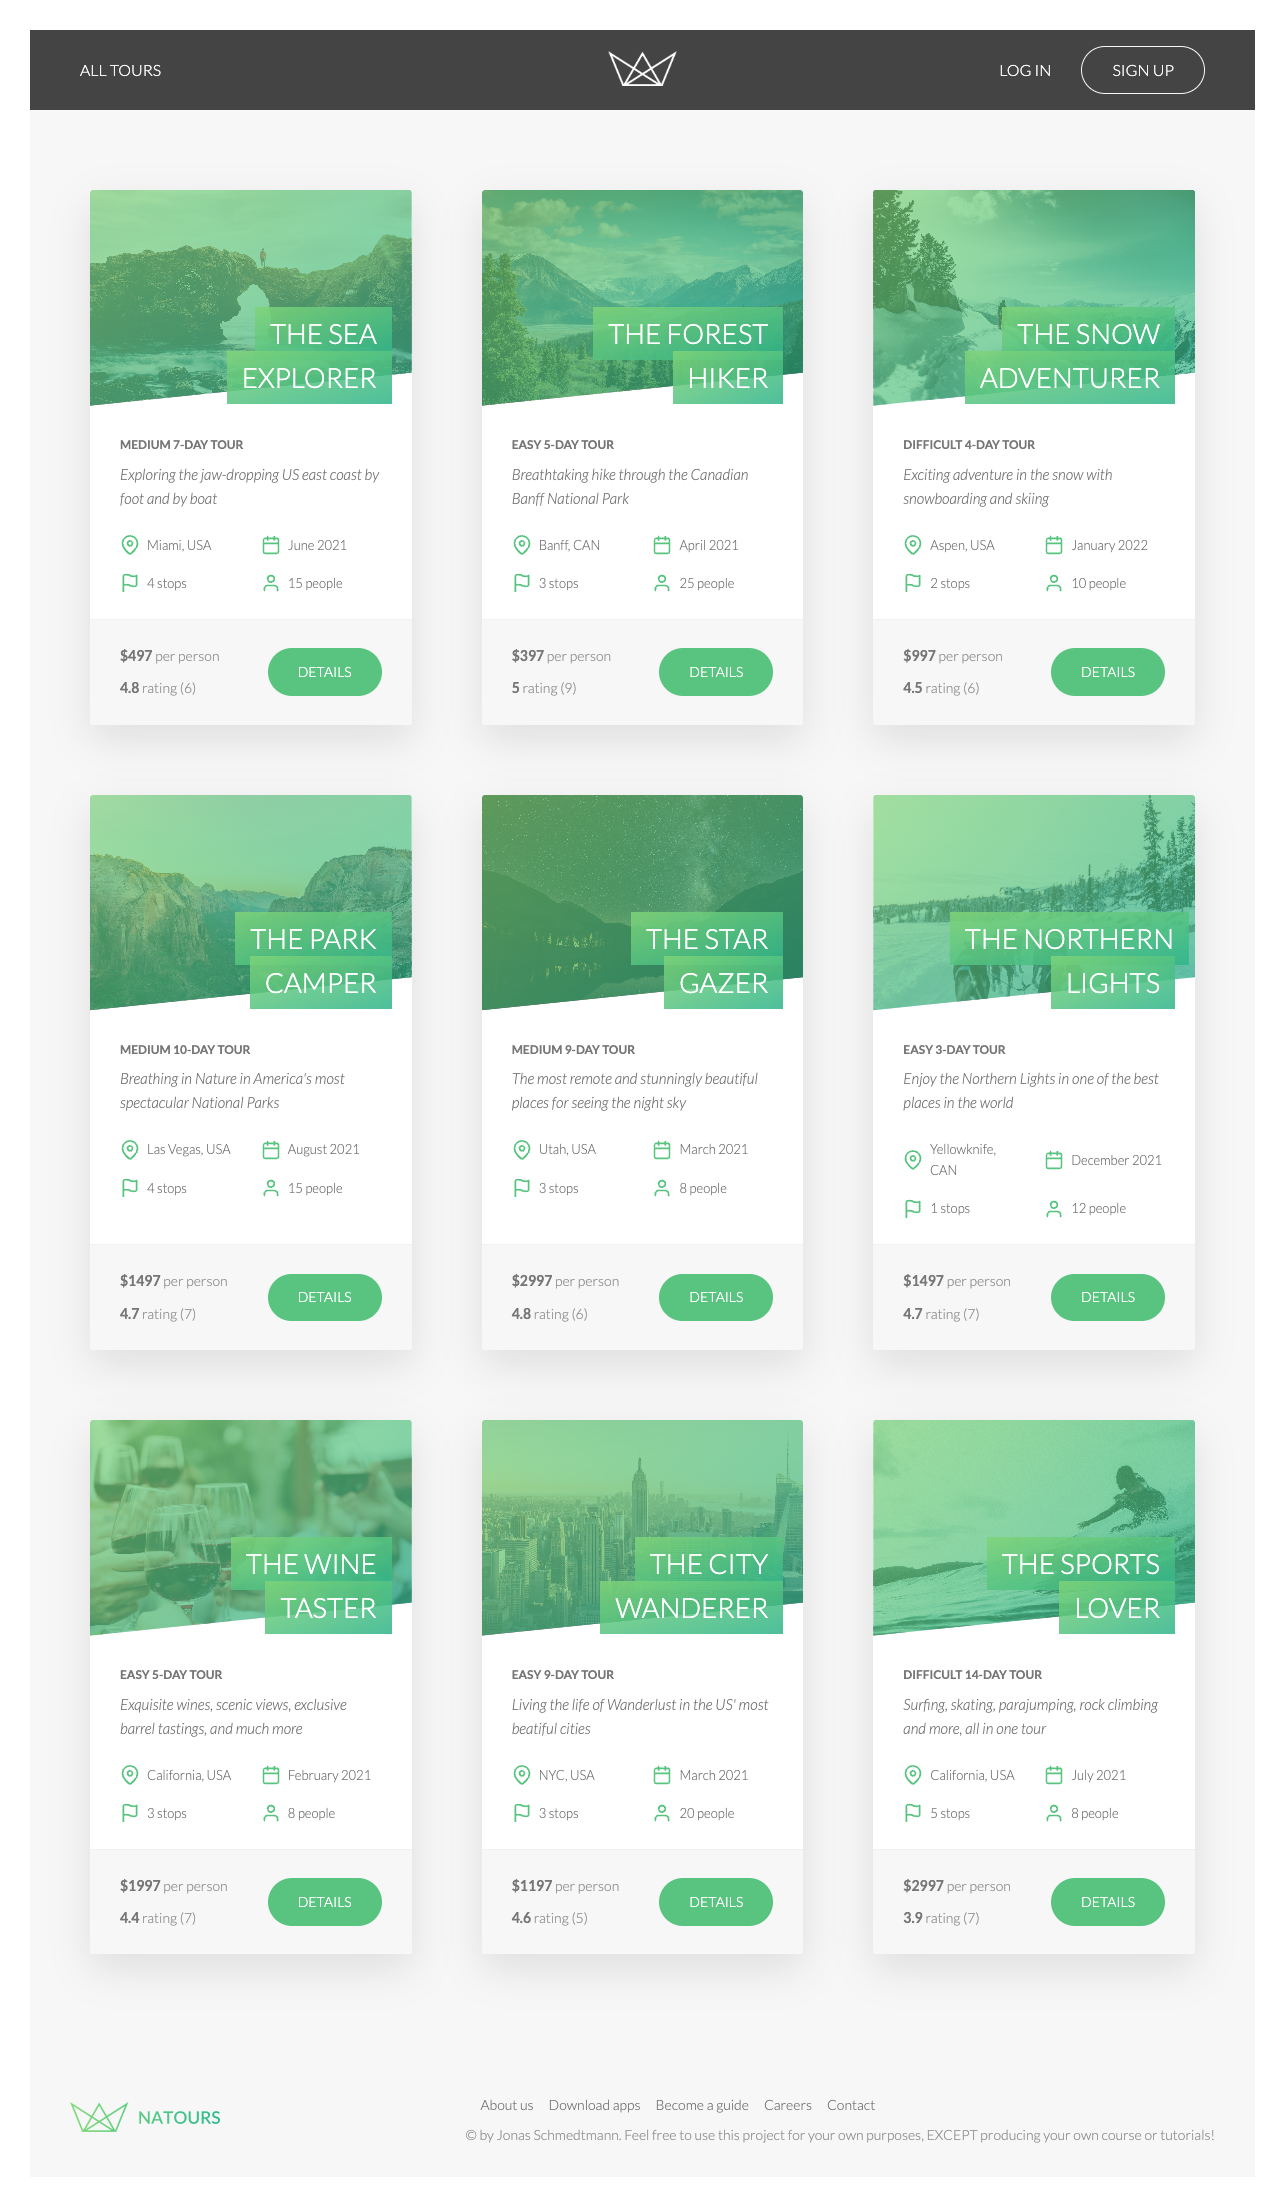 ALL TOURS
LOG IN
SIGN UP
THE SEA
EXPLORER
MEDIUM 7-DAY TOUR
Exploring the jaw-dropping US east coast by
foot and by boat
Miami, USA
June 2021
4 stops
15 people
$497 per person
4.8 rating (6)
DETAILS
THE FOREST
HIKER
EASY 5-DAY TOUR
Breathtaking hike through the Canadian
Banff National Park
Banff, CAN
April 2021
3 stops
25 people
$397 per person
5 rating (9)
DETAILS
THE SNOW
ADVENTURER
DIFFICULT 4-DAY TOUR
Exciting adventure in the snow with
snowboarding and skiing
Aspen, USA
January 2022
2 stops
10 people
$997 per person
4.5 rating (6)
DETAILS
THE PARK
CAMPER
MEDIUM 10-DAY TOUR
Breathing in Nature in America's most
spectacular National Parks
Las Vegas, USA
August 2021
4 stops
15 people
$1497 per person
4.7 rating (7)
DETAILS
THE STAR
GAZER
MEDIUM 9-DAY TOUR
The most remote and stunningly beautiful
places for seeing the night sky
Utah, USA
March 2021
3 stops
8 people
$2997 per person
4.8 rating (6)
DETAILS
THE NORTHERN
LIGHTS
EASY 3-DAY TOUR
Enjoy the Northern Lights in one of the best
places in the world
Yellowknife,
CAN
December 2021
1 stops
12 people
$1497 per person
4.7 rating (7)
DETAILS
THE WINE
TASTER
EASY 5-DAY TOUR
Exquisite wines, scenic views, exclusive
barrel tastings, and much more
California, USA
February 2021
3 stops
8 people
$1997 per person
4.4 rating (7)
DETAILS
THE CITY
WANDERER
EASY 9-DAY TOUR
Living the life of Wanderlust in the US' most
beatiful cities
NYC, USA
March 2021
3 stops
20 people
$1197 per person
4.6 rating (5)
DETAILS
THE SPORTS
LOVER
DIFFICULT 14-DAY TOUR
Surfing, skating, parajumping, rock climbing
and more, all in one tour
California, USA
July 2021
5 stops
8 people
$2997 per person
3.9 rating (7)
DETAILS
NATOURS
About us Download apps Become a guide Careers Contact
© by Jonas Schmedtmann. Feel free to use this project for your own purposes, EXCEPT producing your own course or tutorials!